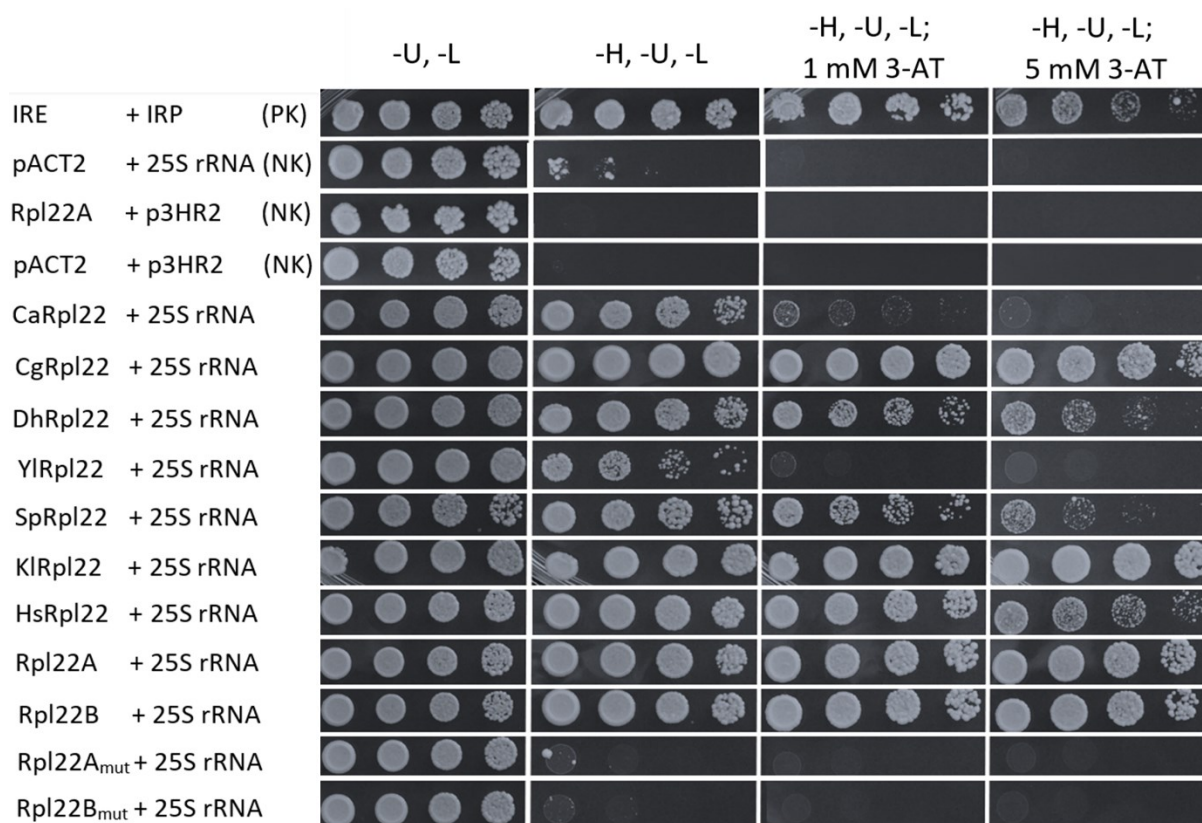 -U, -L
-H, -U, -L
-H, -U, -L;
1 mM 3-AT
-H, -U, -L;
5 mM 3-AT
IRE + IRP (PK)
pACT2 + 25S rRNA (NK)
Rpl22A + p3HR2 (NK)
pACT2 + p3HR2 (NK)
CaRpl22 + 25S rRNA
CgRpl22 + 25S rRNA
DhRpl22 + 25S rRNA
YlRpl22 + 25S rRNA
SpRpl22 + 25S rRNA
KlRpl22 + 25S rRNA
HsRpl22 + 25S rRNA
Rpl22A + 25S rRNA
Rpl22B + 25S rRNA
Rpl22Amut + 25S rRNA
Rpl22Bmut + 25S rRNA